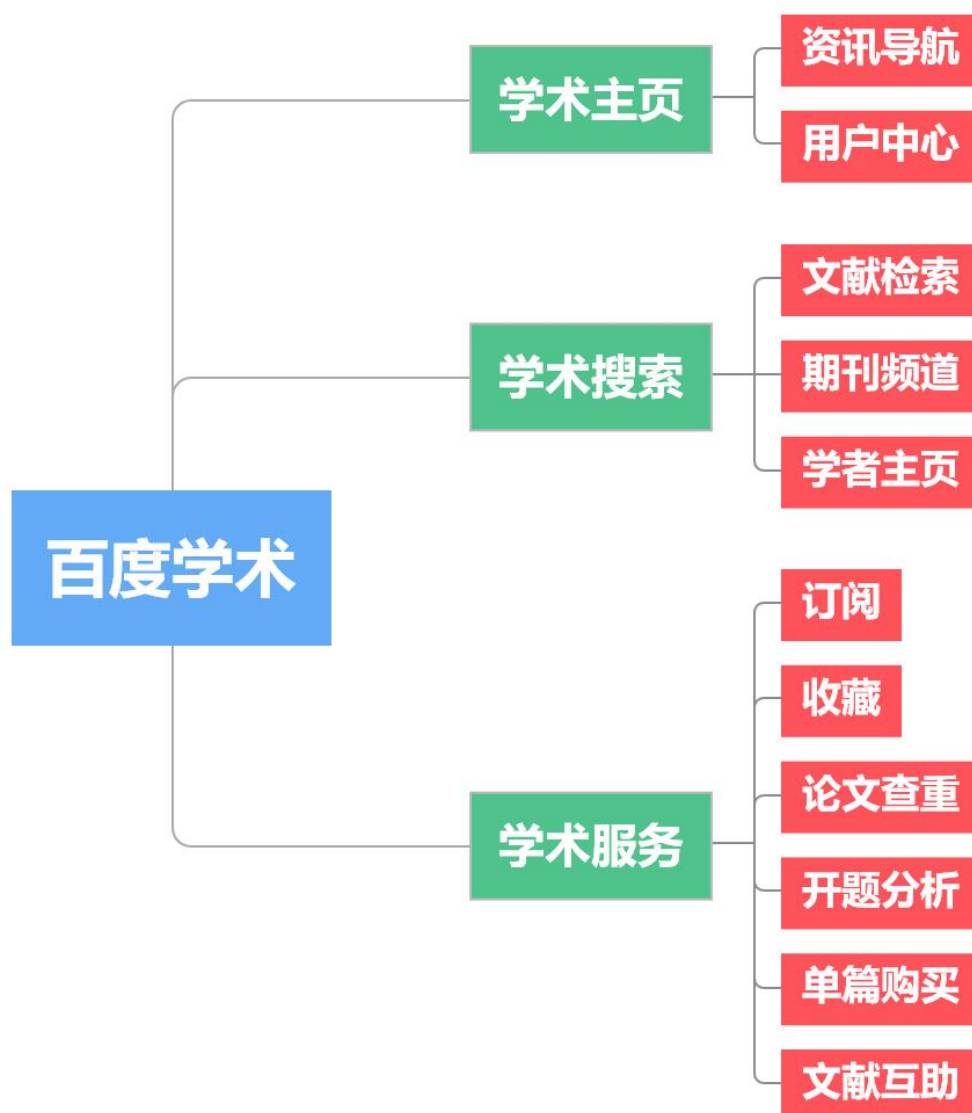 百度学术
学术主页
资讯导航
用户中心
学术搜索
文献检索
期刊频道
学者主页
学术服务
订阅
收藏
论文查重
开题分析
单篇购买
文献互助